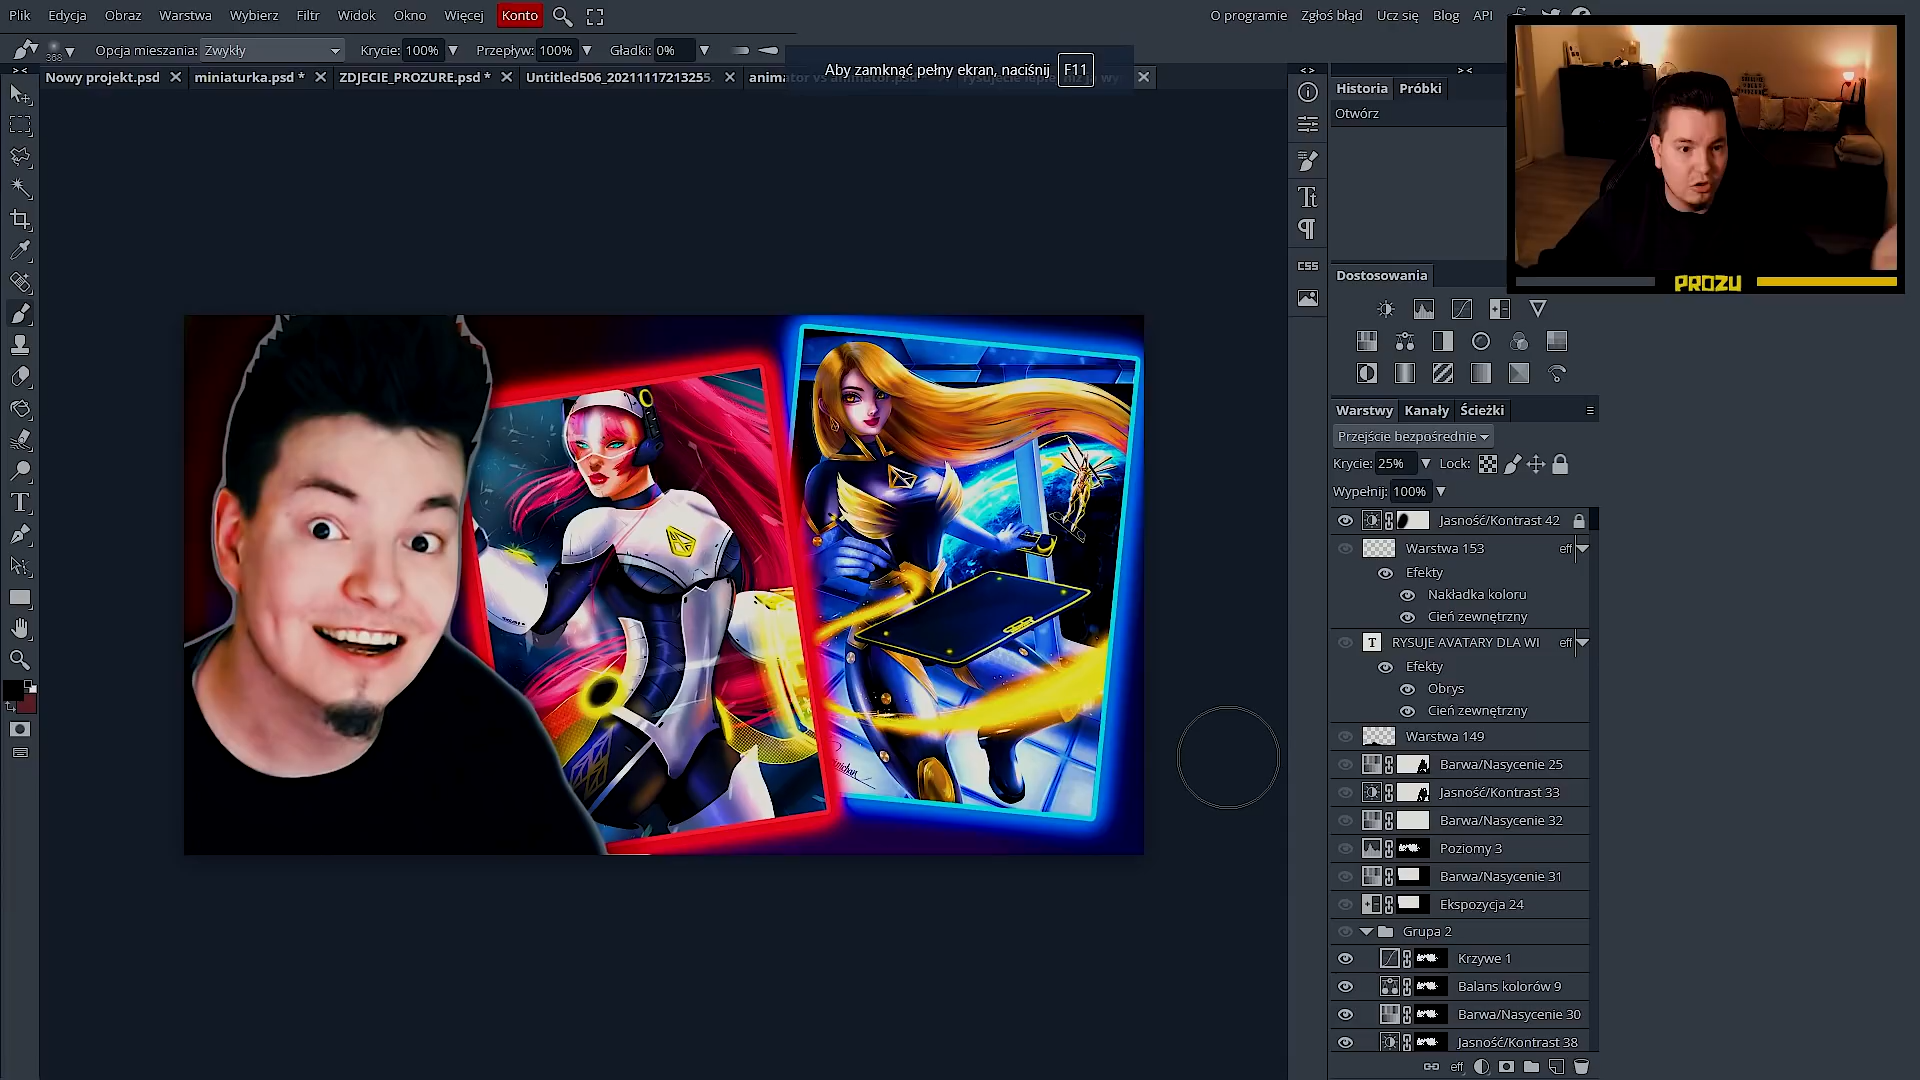 Plik Edycja Obraz Warstwa Wybierz Filtr Widok Okno Więcej Konto
O programie Zgłoś błąd Ucz się Blog API
368 Opcja mieszania: Zwykły Krycie: 100% Przepływ: 100% Gładki: 0%
Aby zamknąć pełny ekran, naciśnij F11
Nowy projekt.psd miniaturka.psd * ZDJECIE_PROZURE.psd * Untitled506_20211117213255.
Historia Próbki
Otwórz
PROZU
Dostosowania
CSS
Warstwy Kanały Ścieżki
Przejście bezpośrednie
Krycie: 25% Lock:
Wypełnij: 100%
Jasność/Kontrast 42
Warstwa 153 eff
Efekty
Nakładka koloru
Cień zewnętrzny
RYSUJE AVATARY DLA WI eff
Efekty
Obrys
Cień zewnętrzny
Warstwa 149
Barwa/Nasycenie 25
Jasność/Kontrast 33
Barwa/Nasycenie 32
Poziomy 3
Barwa/Nasycenie 31
Ekspozycja 24
Grupa 2
Krzywe 1
Balans kolorów 9
Barwa/Nasycenie 30
Jasność/Kontrast 38
eff